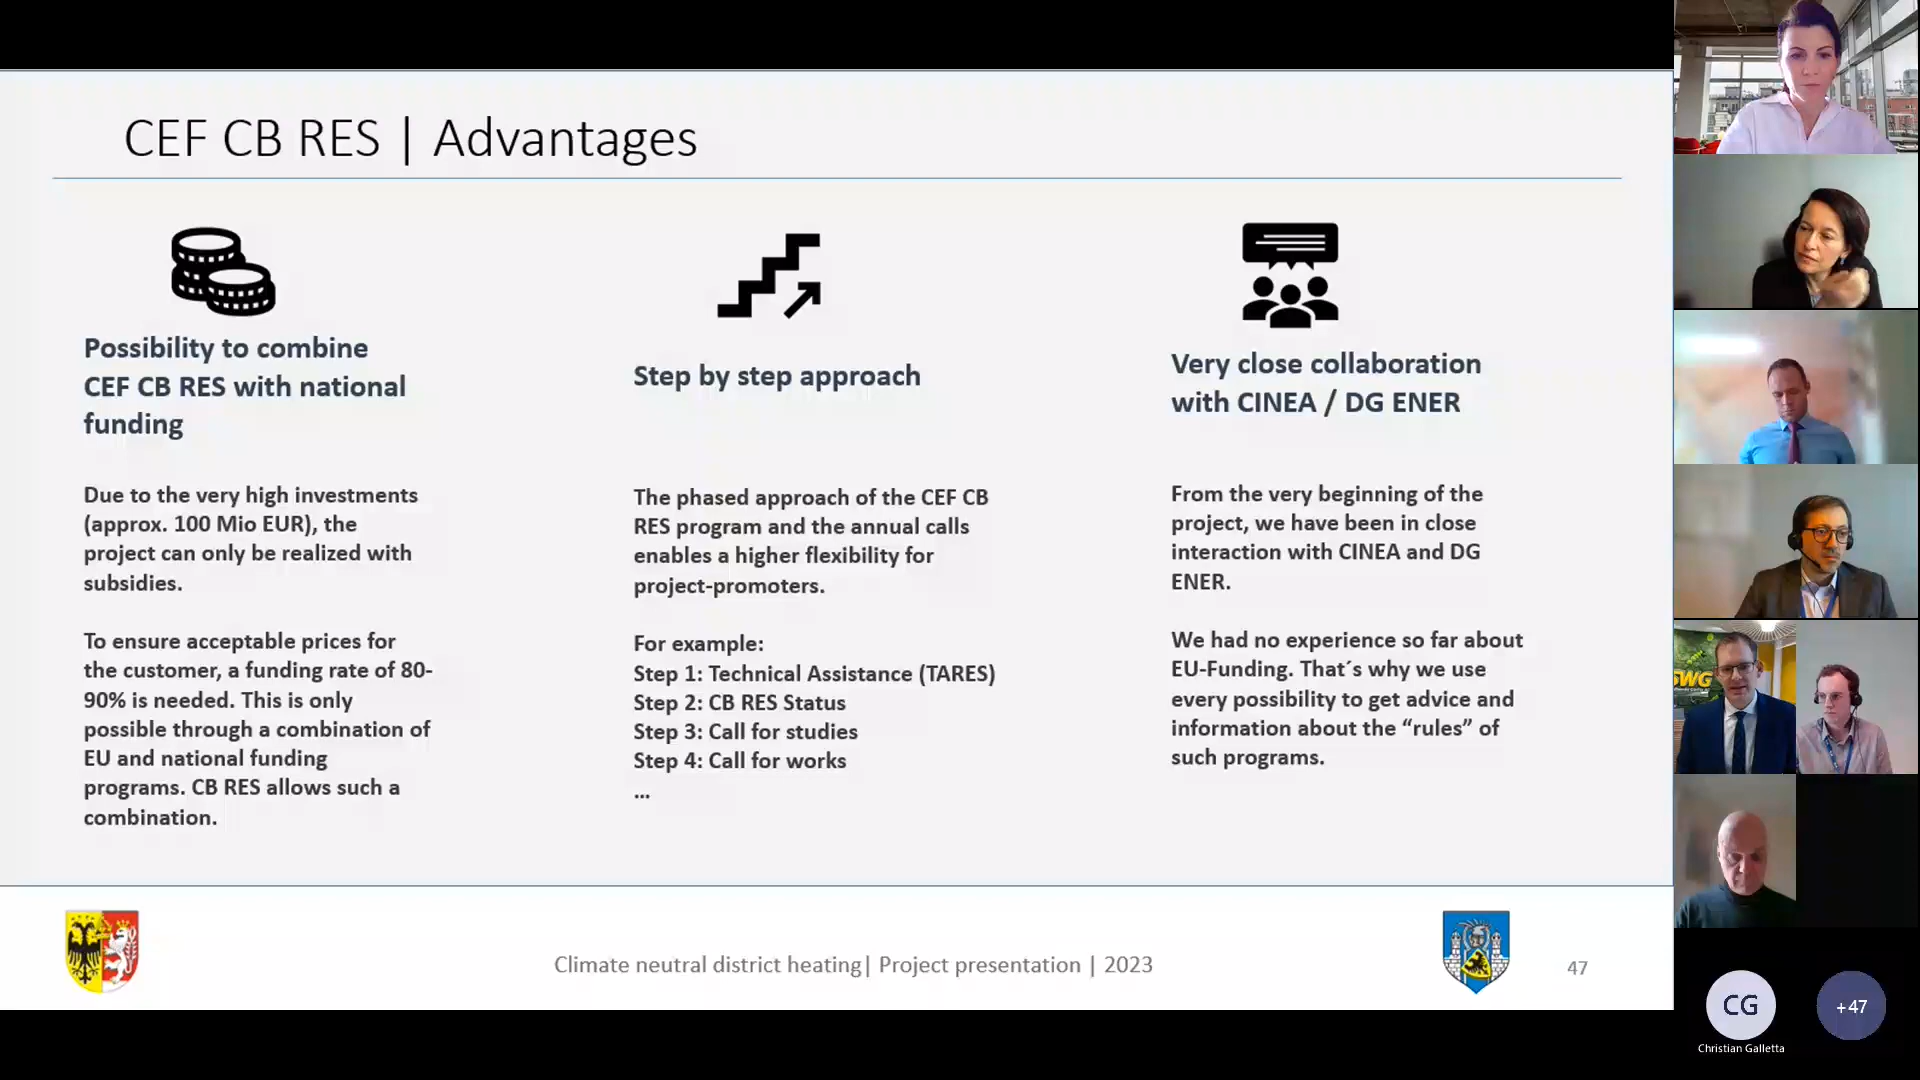 CEF CB RES | Advantages
Possibility to combine
CEF CB RES with national
funding
Due to the very high investments
(approx. 100 Mio EUR), the
project can only be realized with
subsidies.
To ensure acceptable prices for
the customer, a funding rate of 80-
90% is needed. This is only
possible through a combination of
EU and national funding
programs. CB RES allows such a
combination.
Step by step approach
The phased approach of the CEF CB
RES program and the annual calls
enables a higher flexibility for
project-promoters.
For example:
Step 1: Technical Assistance (TARES)
Step 2: CB RES Status
Step 3: Call for studies
Step 4: Call for works
...
Very close collaboration
with CINEA / DG ENER
From the very beginning of the
project, we have been in close
interaction with CINEA and DG
ENER.
We had no experience so far about
EU-Funding. That´s why we use
every possibility to get advice and
information about the “rules” of
such programs.
Climate neutral district heating| Project presentation | 2023
47
SWG
CG
Christian Galletta
+47